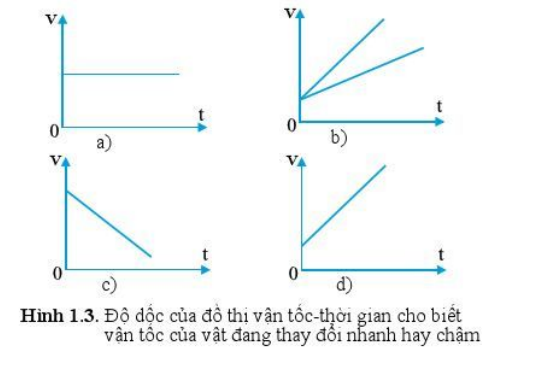 v
t
0
a)
v
t
0
b)
v
t
0
c)
v
t
0
d)
Hình 1.3. Độ dốc của đồ thị vận tốc-thời gian cho biết
vận tốc của vật đang thay đổi nhanh hay chậm